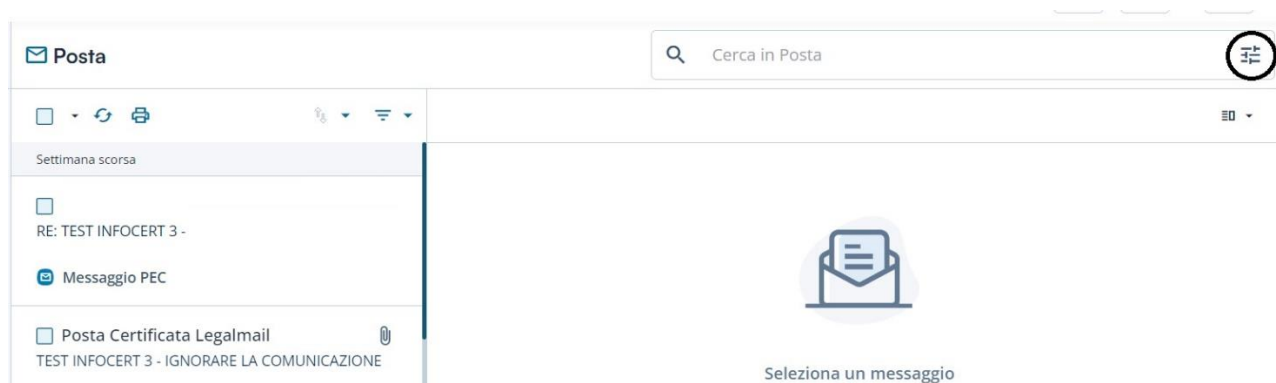 Posta
Cerca in Posta
Settimana scorsa
RE: TEST INFOCERT 3 -
Messaggio PEC
Posta Certificata Legalmail
TEST INFOCERT 3 - IGNORARE LA COMUNICAZIONE
Seleziona un messaggio